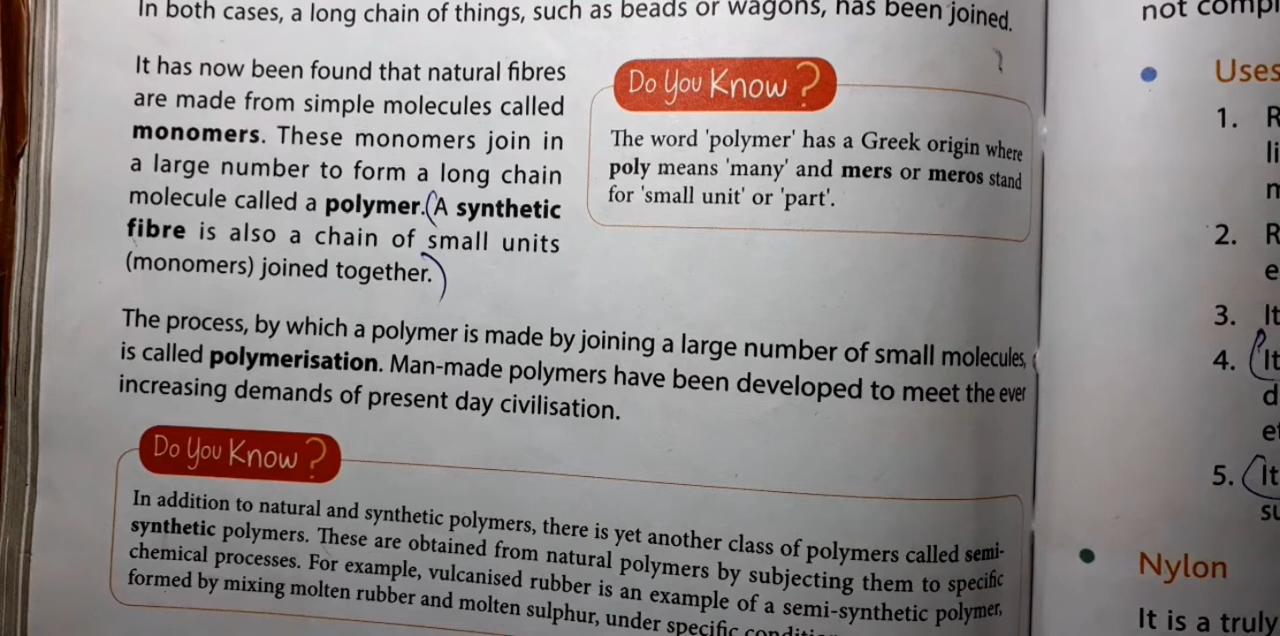 In both cases, a long chain of things, such as beads or wagons, has been joined.
It has now been found that natural fibres
are made from simple molecules called
monomers. These monomers join in
a large number to form a long chain
molecule called a polymer. A synthetic
fibre is also a chain of small units
(monomers) joined together.
Do You Know ?
The word 'polymer' has a Greek origin where
poly means 'many' and mers or meros stand
for 'small unit' or 'part'.
The process, by which a polymer is made by joining a large number of small molecules,
is called polymerisation. Man-made polymers have been developed to meet the ever
increasing demands of present day civilisation.
Do You Know ?
In addition to natural and synthetic polymers, there is yet another class of polymers called semi-
synthetic polymers. These are obtained from natural polymers by subjecting them to specific
chemical processes. For example, vulcanised rubber is an example of a semi-synthetic polymer,
formed by mixing molten rubber and molten sulphur, under specific
not
Uses
1.
2.
3. It
4. It
5. It
Nylon
It is a truly